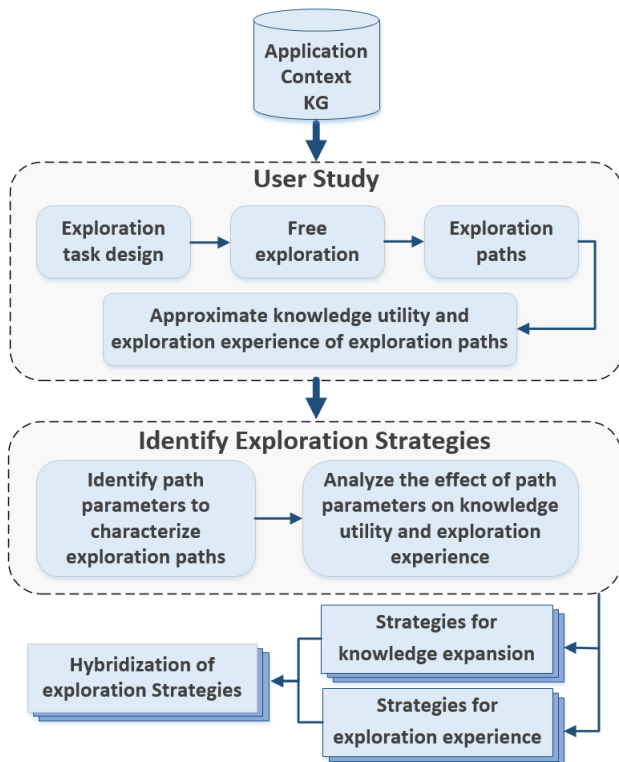 Application
Context
KG
User Study
Exploration
task design
Free
exploration
Exploration
paths
Approximate knowledge utility and
exploration experience of exploration paths
Identify Exploration Strategies
Identify path
parameters to
characterize
exploration paths
Analyze the effect of path
parameters on knowledge
utility and exploration
experience
Strategies for
knowledge expansion
Hybridization of
exploration Strategies
Strategies for
exploration experience